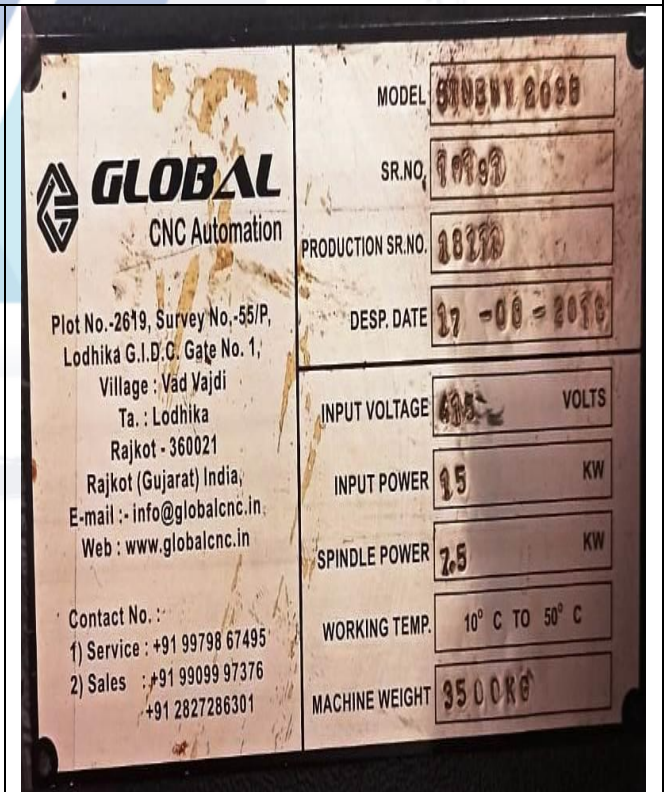 GLOBAL
CNC Automation
Plot No.-2619, Survey No.-55/P,
Lodhika G.I.D.C. Gate No. 1,
Village : Vad Vajdi
Ta. : Lodhika
Rajkot - 360021
Rajkot (Gujarat) India,
E-mail :- info@globalcnc.in
Web : www.globalcnc.in
Contact No. :
1) Service : +91 99798 67495
2) Sales : +91 99099 97376
+91 2827286301
MODEL
SR.NO.
PRODUCTION SR.NO.
DESP. DATE
INPUT VOLTAGE 415 VOLTS
INPUT POWER 15 KW
SPINDLE POWER 7.5 KW
WORKING TEMP. 10° C TO 50° C
MACHINE WEIGHT 3500KG